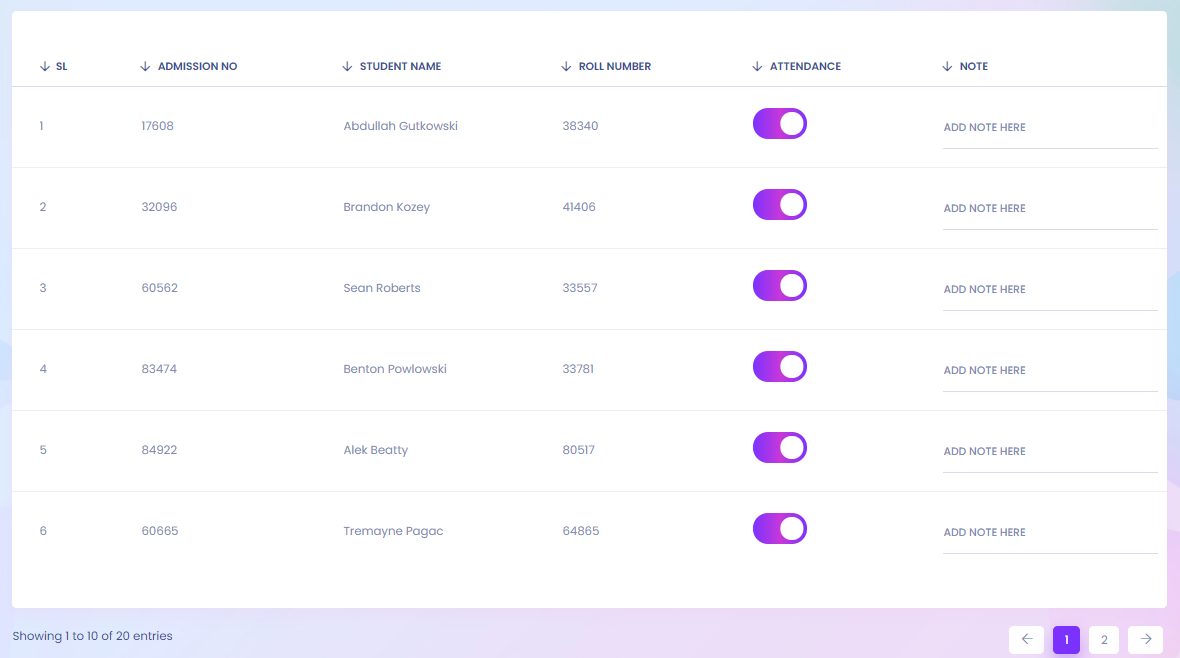 SL ADMISSION NO STUDENT NAME ROLL NUMBER ATTENDANCE NOTE
1 17608 Abdullah Gutkowski 38340 ADD NOTE HERE
2 32096 Brandon Kozey 41406 ADD NOTE HERE
3 60562 Sean Roberts 33557 ADD NOTE HERE
4 83474 Benton Powlowski 33781 ADD NOTE HERE
5 84922 Alek Beatty 80517 ADD NOTE HERE
6 60665 Tremayne Pagac 64865 ADD NOTE HERE
Showing 1 to 10 of 20 entries 1 2